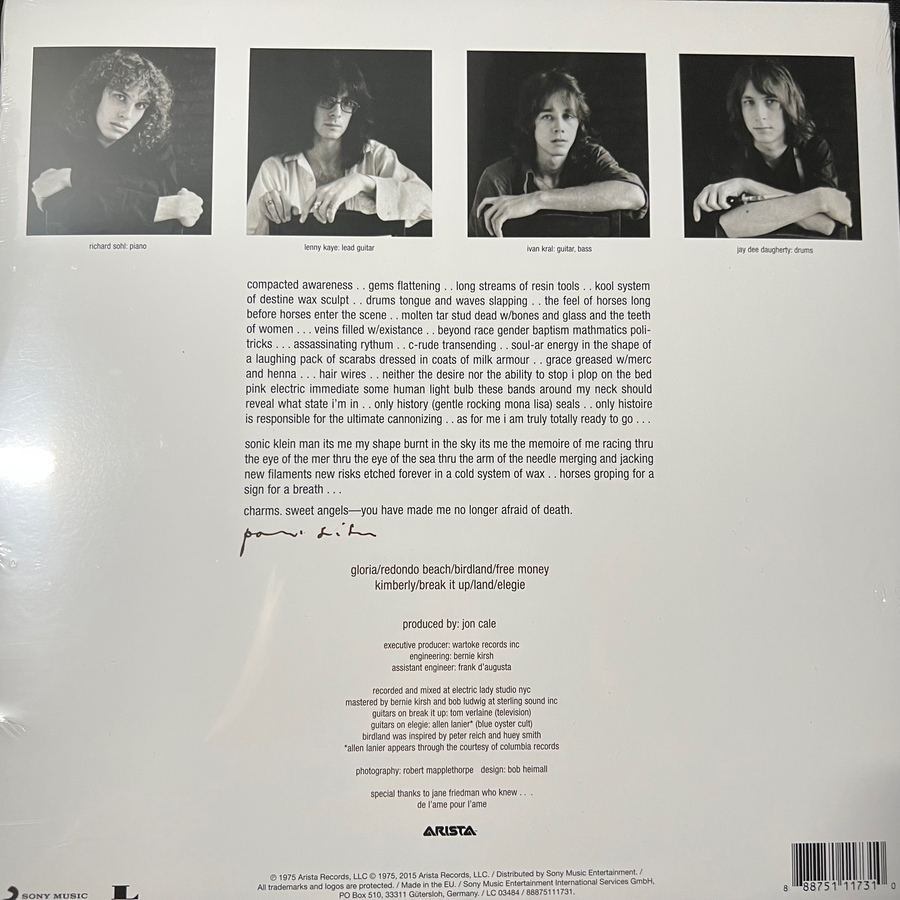 richard sohl: piano
lenny kaye: lead guitar
ivan kral: guitar, bass
jay dee daugherty: drums
compacted awareness . . gems flattening . . long streams of resin tools . . kool system
of destine wax sculpt . . drums tongue and waves slapping . . the feel of horses long
before horses enter the scene . . molten tar stud dead w/bones and glass and the teeth
of women . . . veins filled w/existance . . beyond race gender baptism mathmatics poli-
tricks . . . assassinating rythum . . c-rude transending . . soul-ar energy in the shape of
a laughing pack of scarabs dressed in coats of milk armour . . grace greased w/merc
and henna . . . hair wires . . neither the desire nor the ability to stop i plop on the bed
pink electric immediate some human light bulb these bands around my neck should
reveal what state i'm in . . only history (gentle rocking mona lisa) seals . . only histoire
is responsible for the ultimate cannonizing . . as for me i am truly totally ready to go . . .
sonic klein man its me my shape burnt in the sky its me the memoire of me racing thru
the eye of the mer thru the eye of the sea thru the arm of the needle merging and jacking
new filaments new risks etched forever in a cold system of wax . . horses groping for a
sign for a breath . . .
charms. sweet angels—you have made me no longer afraid of death.
gloria/redondo beach/birdland/free money
kimberly/break it up/land/elegie
produced by: jon cale
executive producer: wartoke records inc
engineering: bernie kirsh
assistant engineer: frank d'augusta
recorded and mixed at electric lady studio nyc
mastered by bernie kirsh and bob ludwig at sterling sound inc
guitars on break it up: tom verlaine (television)
guitars on elegie: allen lanier* (blue oyster cult)
birdland was inspired by peter reich and huey smith
*allen lanier appears through the courtesy of columbia records
photography: robert mapplethorpe design: bob heimall
special thanks to jane friedman who knew . . .
de l'ame pour l'ame
ARISTA
℗ 1975 Arista Records, LLC © 1975, 2015 Arista Records, LLC. / Distributed by Sony Music Entertainment. /
All trademarks and logos are protected. / Made in the EU. / Sony Music Entertainment International Services GmbH,
PO Box 510, 33311 Gütersloh, Germany. / LC 03484 / 88875111731.
SONY MUSIC
L
8 88751 11731 0